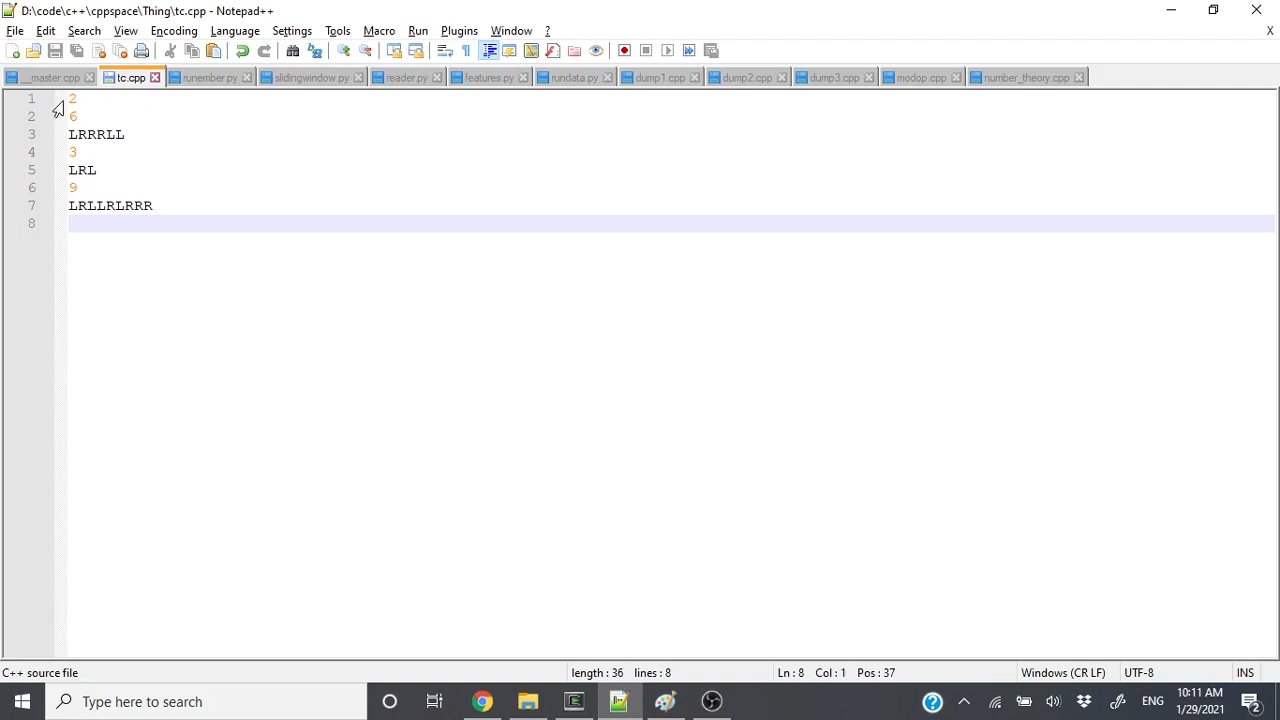 D:\code\c++\cppspace\Thing\tc.cpp - Notepad++
File Edit Search View Encoding Language Settings Tools Macro Run Plugins Window ? X
__master.cpp tc.cpp runember.py slidingwindow.py reader.py features.py rundata.py dump1.cpp dump2.cpp dump3.cpp modop.cpp number_theory.cpp
1 2
2 6
3 LRRRLL
4 3
5 LRL
6 9
7 LRLLRLRRR
8
C++ source file length : 36 lines : 8 Ln : 8 Col : 1 Pos : 37 Windows (CR LF) UTF-8 INS
Type here to search ENG 10:11 AM
1/29/2021 2